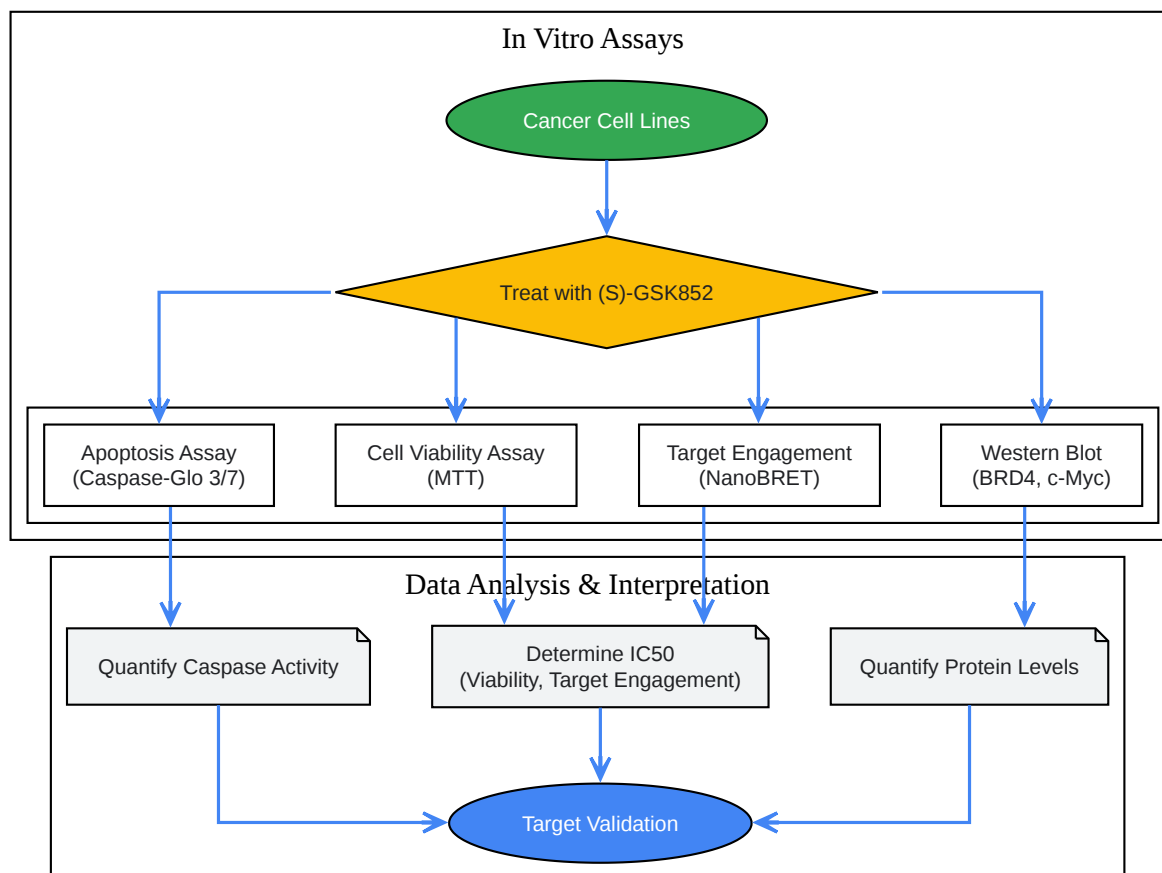 In Vitro Assays
Cancer Cell Lines
Treat with (S)-GSK852
Apoptosis Assay
(Caspase-Glo 3/7)
Cell Viability Assay
(MTT)
Target Engagement
(NanoBRET)
Western Blot
(BRD4, c-Myc)
Data Analysis & Interpretation
Quantify Caspase Activity
Determine IC50
(Viability, Target Engagement)
Quantify Protein Levels
Target Validation